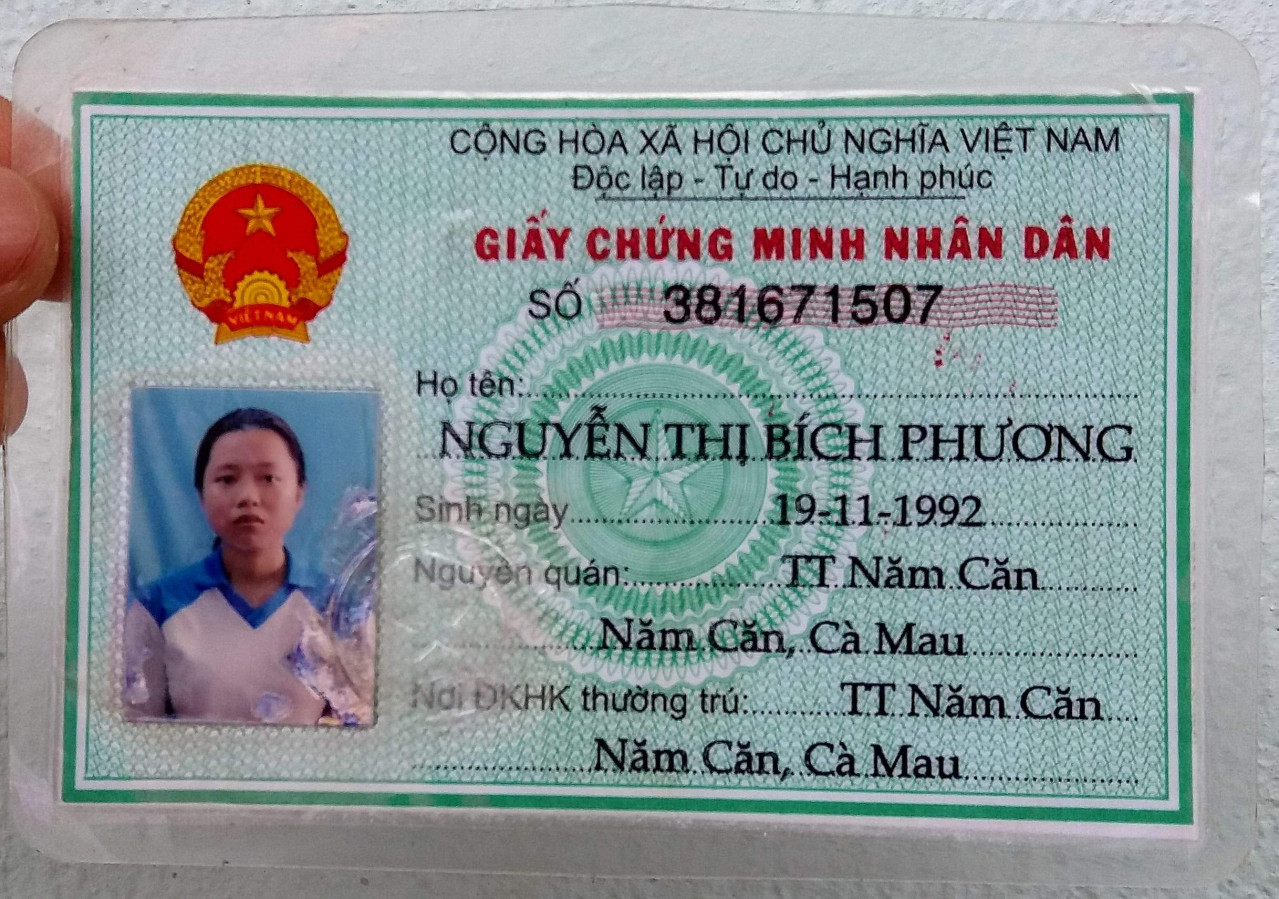 CỘNG HÒA XÃ HỘI CHỦ NGHĨA VIỆT NAM
Độc lập - Tự do - Hạnh phúc
GIẤY CHỨNG MINH NHÂN DÂN
SỐ 381671507
VIỆT NAM
Họ tên:
NGUYỄN THỊ BÍCH PHƯƠNG
Sinh ngày 19-11-1992
Nguyên quán: TT Năm Căn
Năm Căn, Cà Mau
Nơi ĐKHK thường trú: TT Năm Căn
Năm Căn, Cà Mau